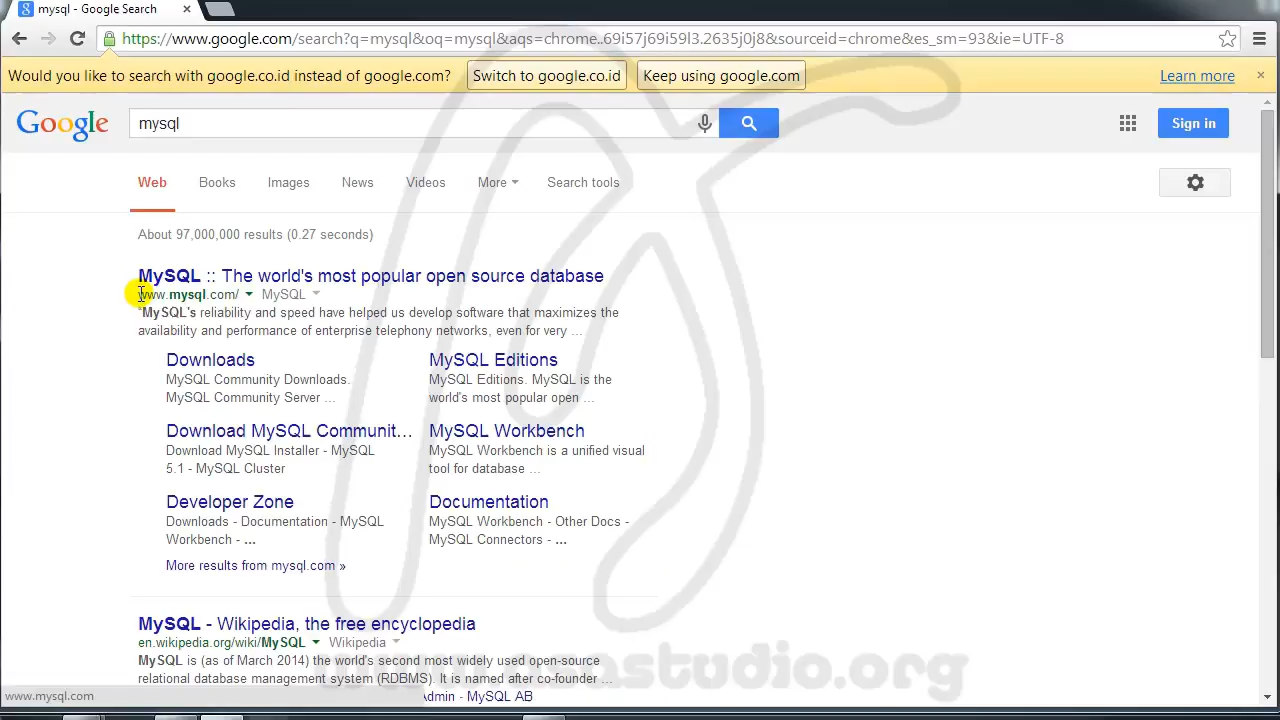 mysql - Google Search
https://www.google.com/search?q=mysql&oq=mysql&aqs=chrome..69i57j69i59l3.2635j0j8&sourceid=chrome&es_sm=93&ie=UTF-8
Would you like to search with google.co.id instead of google.com? Switch to google.co.id Keep using google.com Learn more
Google mysql Sign in
Web Books Images News Videos More Search tools
About 97,000,000 results (0.27 seconds)
MySQL :: The world's most popular open source database
www.mysql.com/ MySQL
"MySQL's reliability and speed have helped us develop software that maximizes the
availability and performance of enterprise telephony networks, even for very ...
Downloads
MySQL Community Downloads.
MySQL Community Server ...
MySQL Editions
MySQL Editions. MySQL is the
world's most popular open ...
Download MySQL Communit...
Download MySQL Installer - MySQL
5.1 - MySQL Cluster
MySQL Workbench
MySQL Workbench is a unified visual
tool for database ...
Developer Zone
Downloads - Documentation - MySQL
Workbench - ...
Documentation
MySQL Workbench - Other Docs -
MySQL Connectors - ...
More results from mysql.com »
MySQL - Wikipedia, the free encyclopedia
en.wikipedia.org/wiki/MySQL Wikipedia
MySQL is (as of March 2014) the world's second most widely used open-source
relational database management system (RDBMS). It is named after co-founder ...
Admin - MySQL AB
www.mysql.com